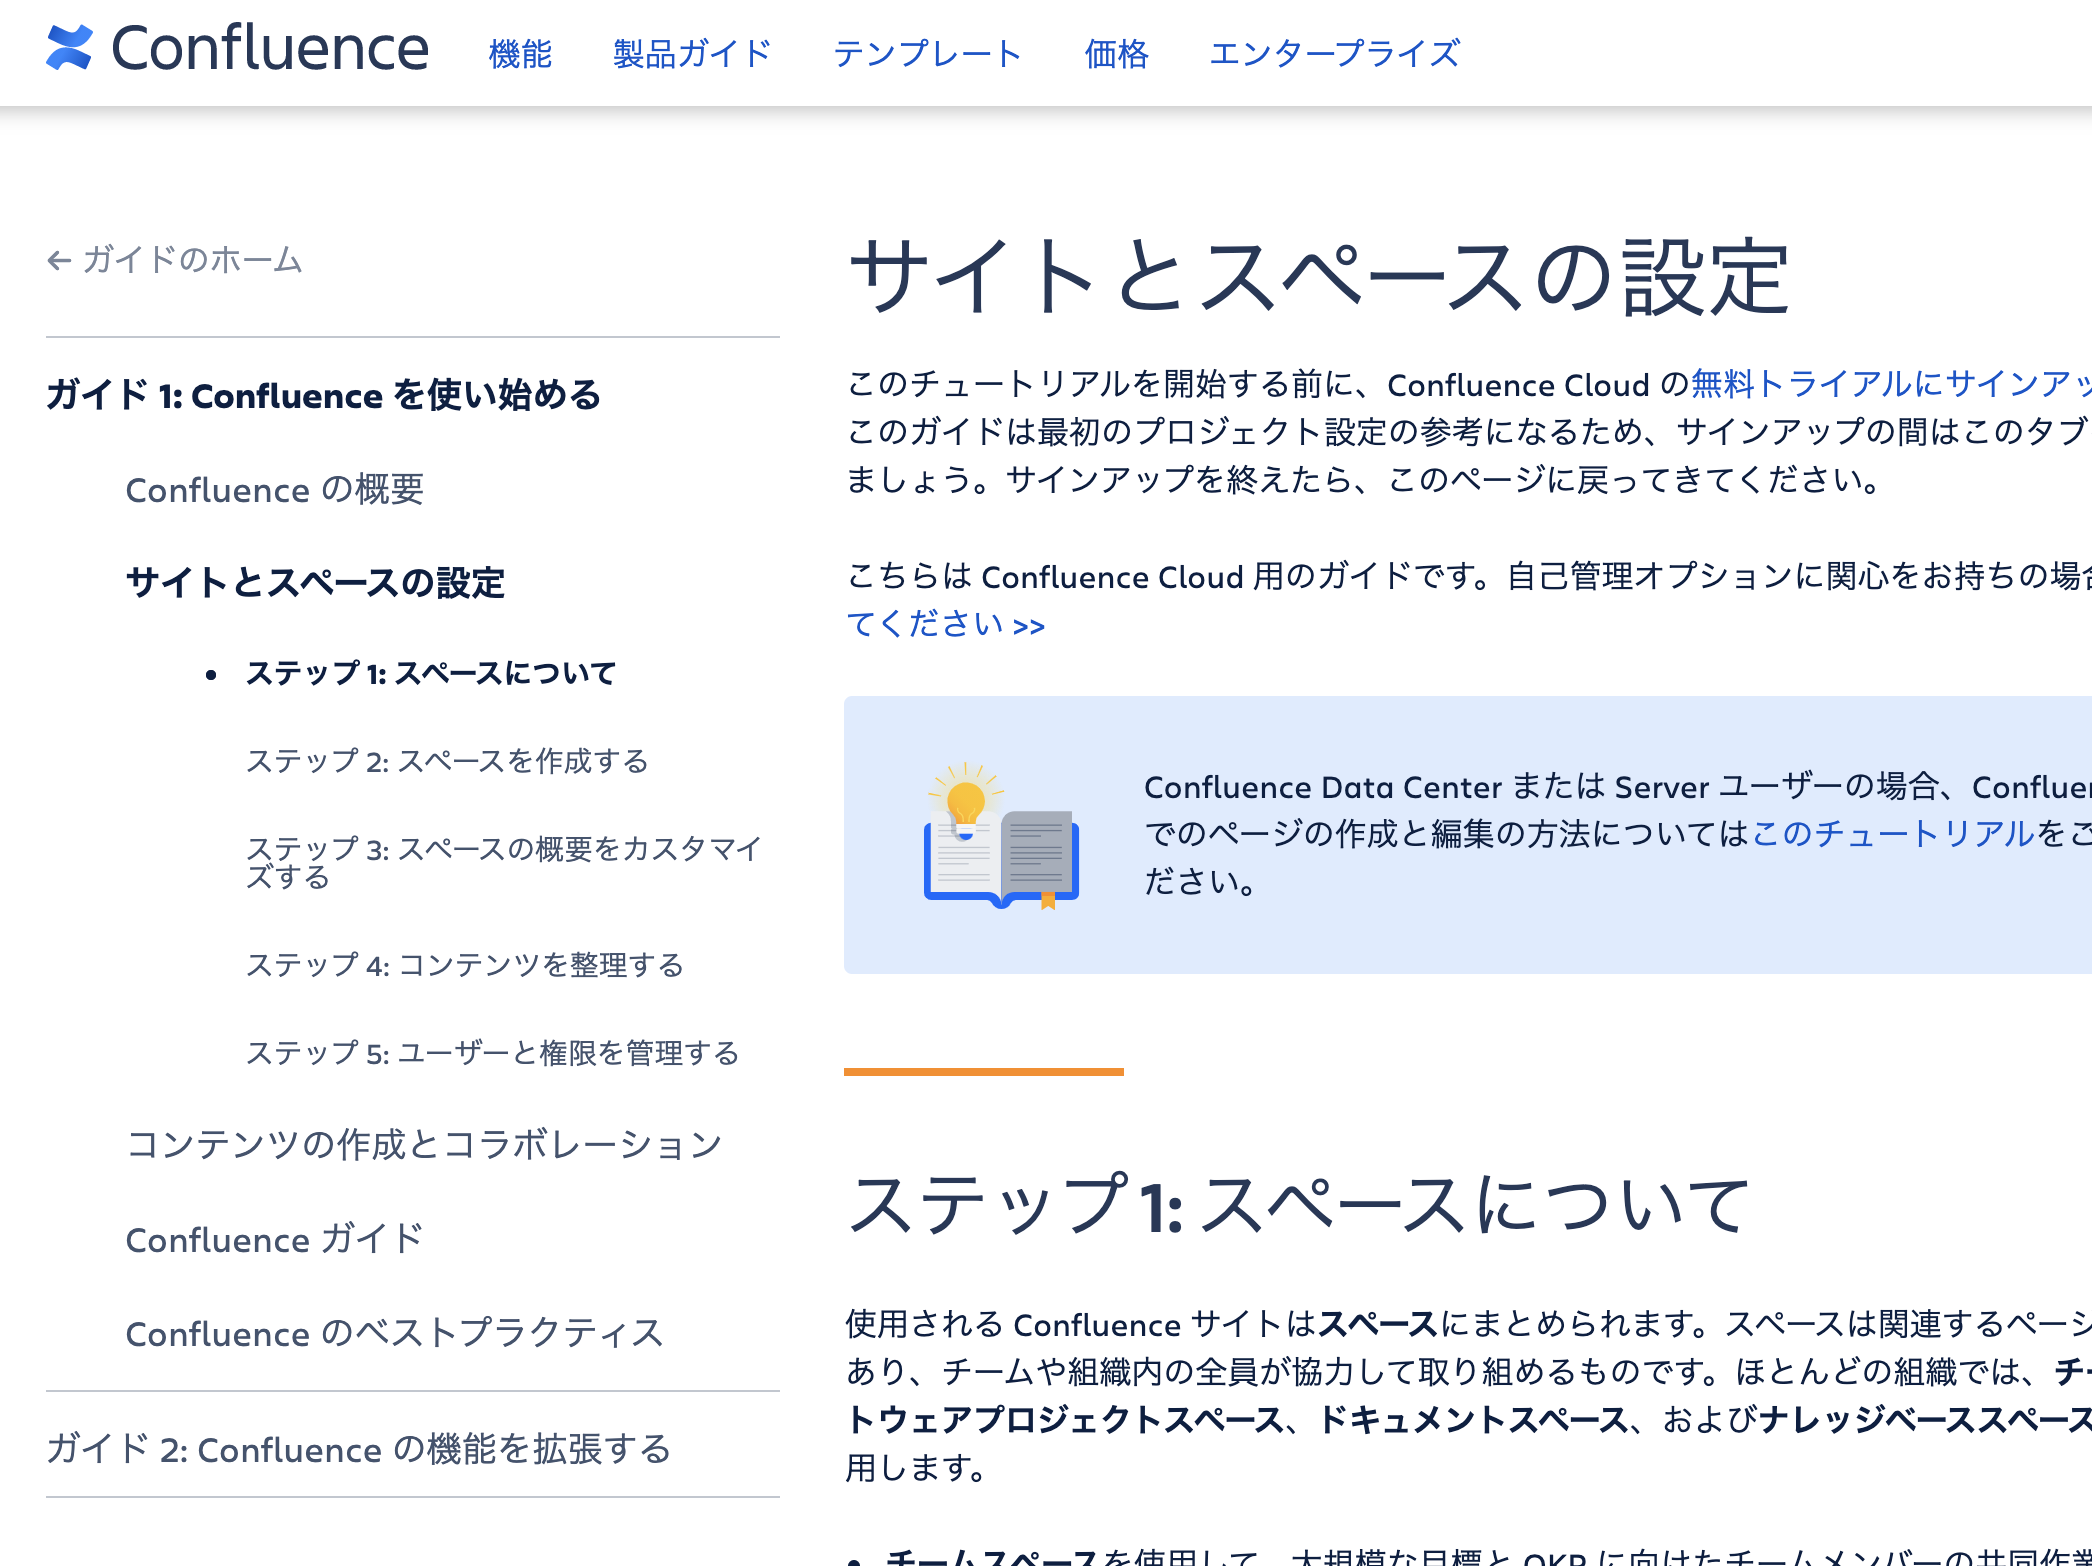 Confluence
機能 製品ガイド テンプレート 価格 エンタープライズ
← ガイドのホーム
ガイド 1: Confluence を使い始める
Confluence の概要
サイトとスペースの設定
• ステップ 1: スペースについて
ステップ 2: スペースを作成する
ステップ 3: スペースの概要をカスタマイ
ズする
ステップ 4: コンテンツを整理する
ステップ 5: ユーザーと権限を管理する
コンテンツの作成とコラボレーション
Confluence ガイド
Confluence のベストプラクティス
ガイド 2: Confluence の機能を拡張する
サイトとスペースの設定
このチュートリアルを開始する前に、Confluence Cloud の無料トライアルにサインアッ
このガイドは最初のプロジェクト設定の参考になるため、サインアップの間はこのタブ
ましょう。サインアップを終えたら、このページに戻ってきてください。
こちらは Confluence Cloud 用のガイドです。自己管理オプションに関心をお持ちの場合
てください >>
Confluence Data Center または Server ユーザーの場合、Confluen
でのページの作成と編集の方法についてはこのチュートリアルをご
ださい。
ステップ 1: スペースについて
使用される Confluence サイトはスペースにまとめられます。スペースは関連するページ
あり、チームや組織内の全員が協力して取り組めるものです。ほとんどの組織では、チー
トウェアプロジェクトスペース、ドキュメントスペース、およびナレッジベーススペース
用します。
• チームスペースを使用して、大規模な目標と OKR に向けたチームメンバーの共同作業